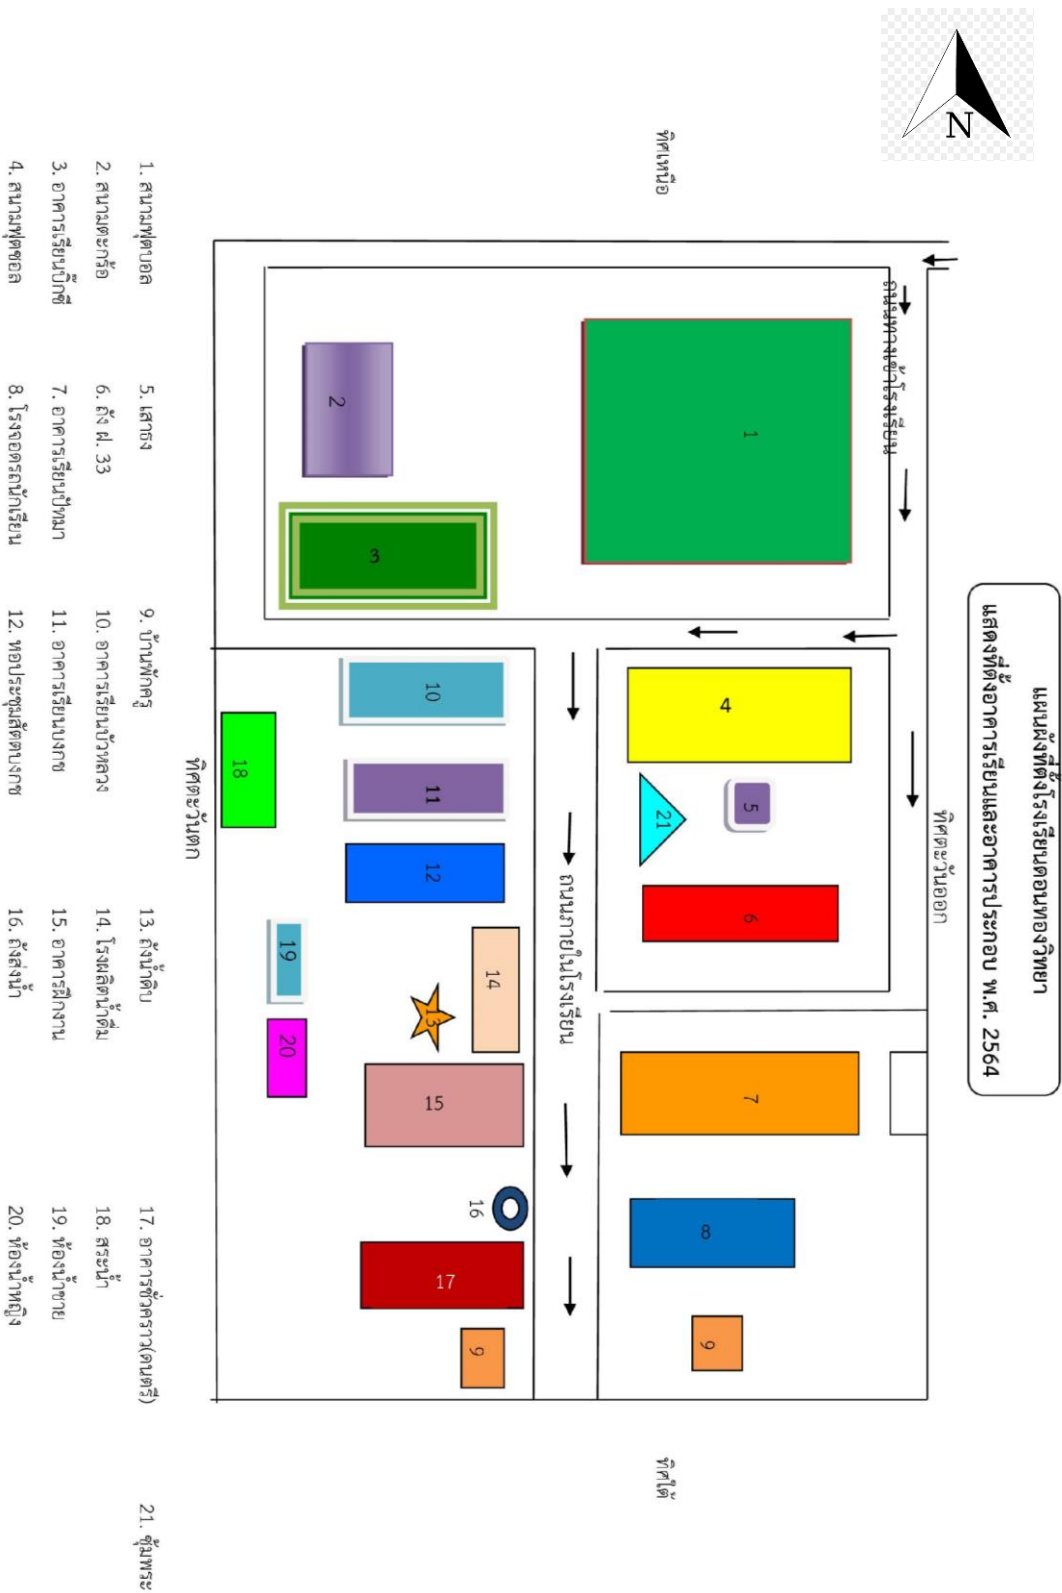 แผนผังที่ตั้งโรงเรียนดอนทองวิทยา
แสดงที่ตั้งอาคารเรียนและอาคารประกอบ พ.ศ. 2564
N
ทิศเหนือ
ทิศตะวันออก
ทิศตะวันตก
ทิศใต้
ถนนทางเข้าโรงเรียน
ถนนภายในโรงเรียน
1
2
3
4
5
21
6
7
8
9
10
11
12
18
14
13
19
20
15
16
17
9
1. สนามฟุตบอล
2. สนามตะกร้อ
3. อาคารเรียนบึกซี
4. สนามฟุตซอล
5. เสาธง
6. ถัง ฝ. 33
7. อาคารเรียนปัทมา
8. โรงจอดรถนักเรียน
9. บ้านพักครู
10. อาคารเรียนบัวหลวง
11. อาคารเรียนบงกช
12. หอประชุมสัตตบงกช
13. ถังน้ำดิบ
14. โรงผลิตน้ำดื่ม
15. อาคารฝึกงาน
16. ถังส่งน้ำ
17. อาคารชั่วคราว(ดนตรี)
18. สระน้ำ
19. ห้องน้ำชาย
20. ห้องน้ำหญิง
21. ซุ้มพระ